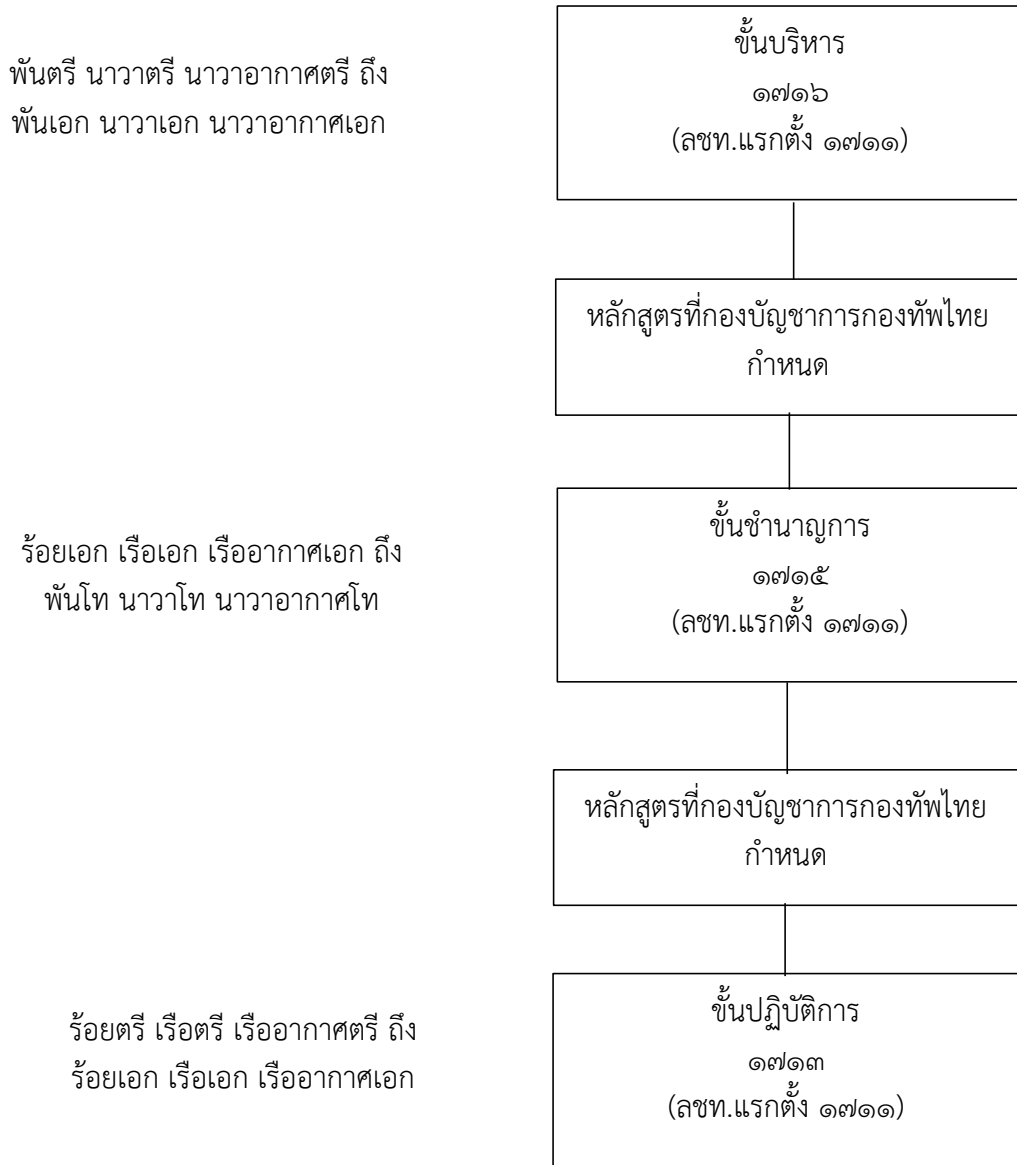 ขั้นบริหาร
๑๗๑๖
(ลชท.แรกตั้ง ๑๗๑๑)
พันตรี นาวาตรี นาวาอากาศตรี ถึง
พันเอก นาวาเอก นาวาอากาศเอก
หลักสูตรที่กองบัญชาการกองทัพไทย
กำหนด
ขั้นชำนาญการ
๑๗๑๕
(ลชท.แรกตั้ง ๑๗๑๑)
ร้อยเอก เรือเอก เรืออากาศเอก ถึง
พันโท นาวาโท นาวาอากาศโท
หลักสูตรที่กองบัญชาการกองทัพไทย
กำหนด
ขั้นปฏิบัติการ
๑๗๑๓
(ลชท.แรกตั้ง ๑๗๑๑)
ร้อยตรี เรือตรี เรืออากาศตรี ถึง
ร้อยเอก เรือเอก เรืออากาศเอก